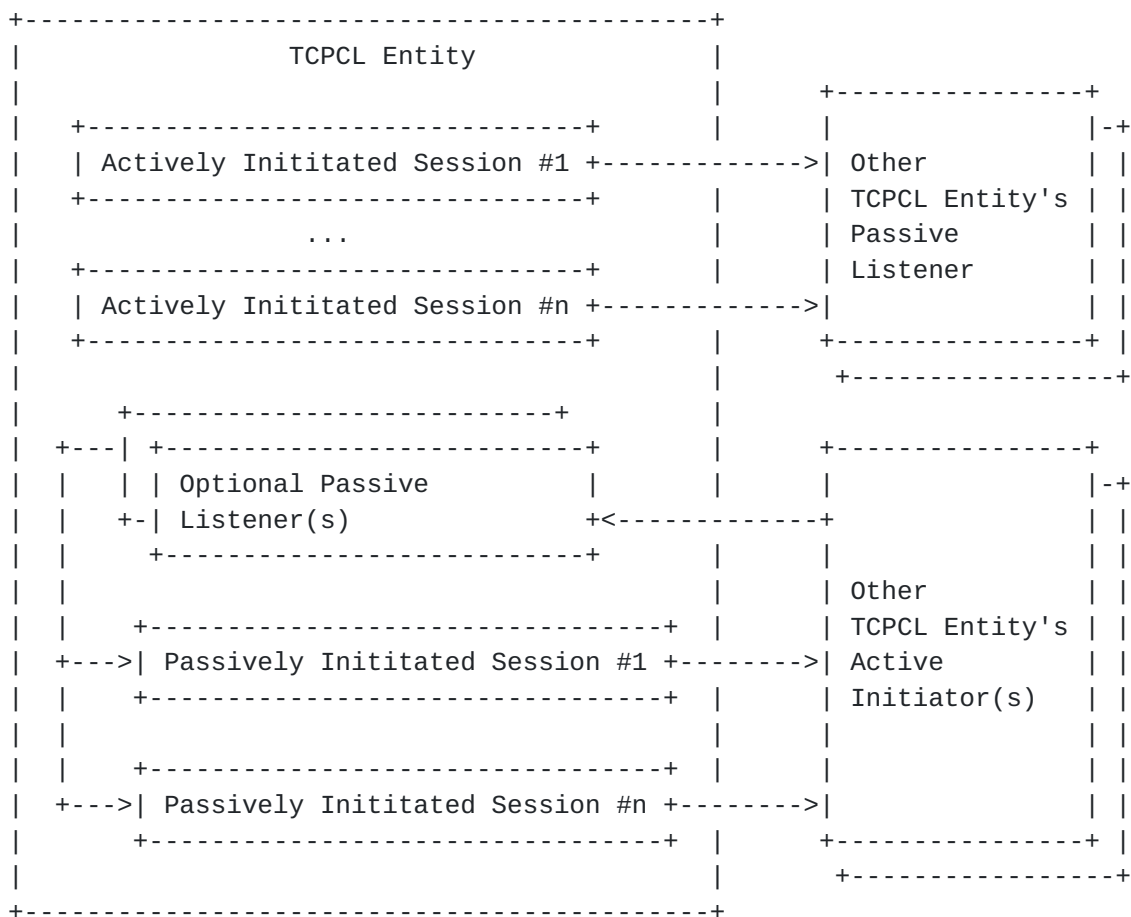 TCPCL Entity
Actively Inititated Session #1
Other
TCPCL Entity's
...
Passive
Listener
Actively Inititated Session #n
Optional Passive
Listener(s)
Other
TCPCL Entity's
Passively Inititated Session #1
Active
Initiator(s)
Passively Inititated Session #n